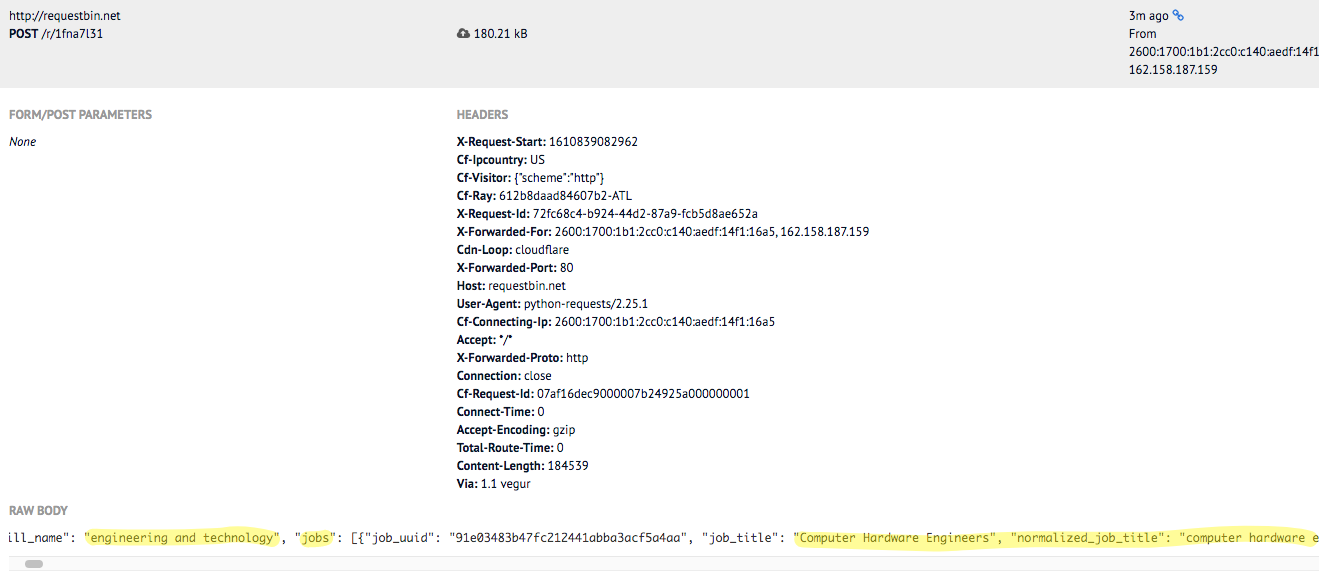 http://requestbin.net
POST /r/1fna7l31
180.21 kB
3m ago
From
2600:1700:1b1:2cc0:c140:aedf:14f1
162.158.187.159
FORM/POST PARAMETERS
None
HEADERS
X-Request-Start: 1610839082962
Cf-Ipcountry: US
Cf-Visitor: {"scheme":"http"}
Cf-Ray: 612b8daad84607b2-ATL
X-Request-Id: 72fc68c4-b924-44d2-87a9-fcb5d8ae652a
X-Forwarded-For: 2600:1700:1b1:2cc0:c140:aedf:14f1:16a5, 162.158.187.159
Cdn-Loop: cloudflare
X-Forwarded-Port: 80
Host: requestbin.net
User-Agent: python-requests/2.25.1
Cf-Connecting-Ip: 2600:1700:1b1:2cc0:c140:aedf:14f1:16a5
Accept: */*
X-Forwarded-Proto: http
Connection: close
Cf-Request-Id: 07af16dec9000007b24925a000000001
Connect-Time: 0
Accept-Encoding: gzip
Total-Route-Time: 0
Content-Length: 184539
Via: 1.1 vegur
RAW BODY
ill_name": "engineering and technology", "jobs": [{"job_uuid": "91e03483b47fc212441abba3acf5a4aa", "job_title": "Computer Hardware Engineers", "normalized_job_title": "computer hardware e